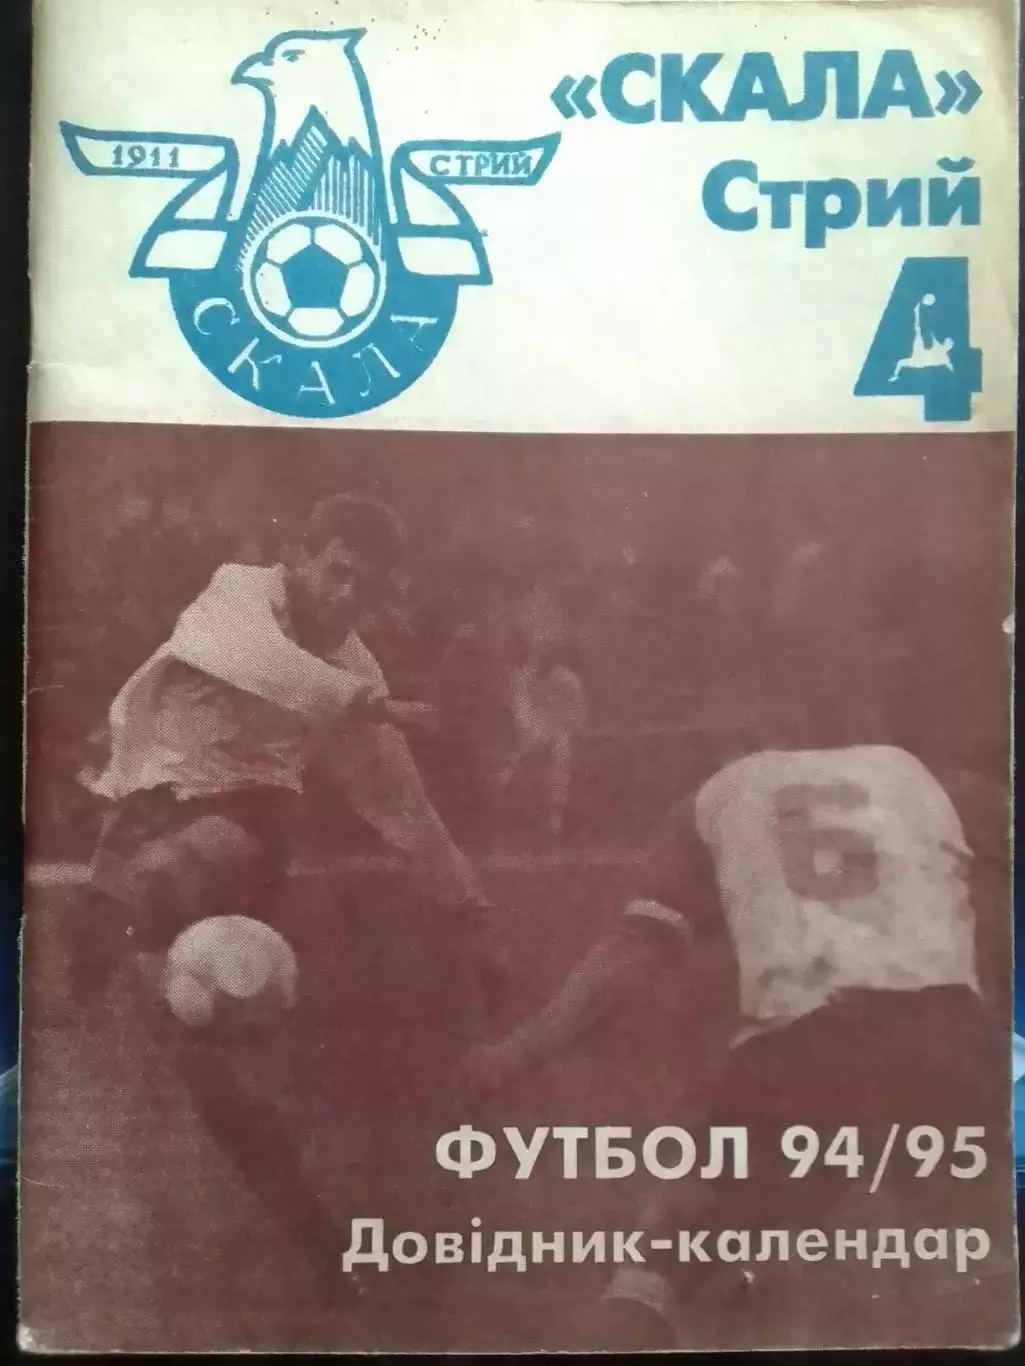 1911
СТРИЙ
СКАЛА
«СКАЛА»
Стрий
4
6
ФУТБОЛ 94/95
Довідник-календар